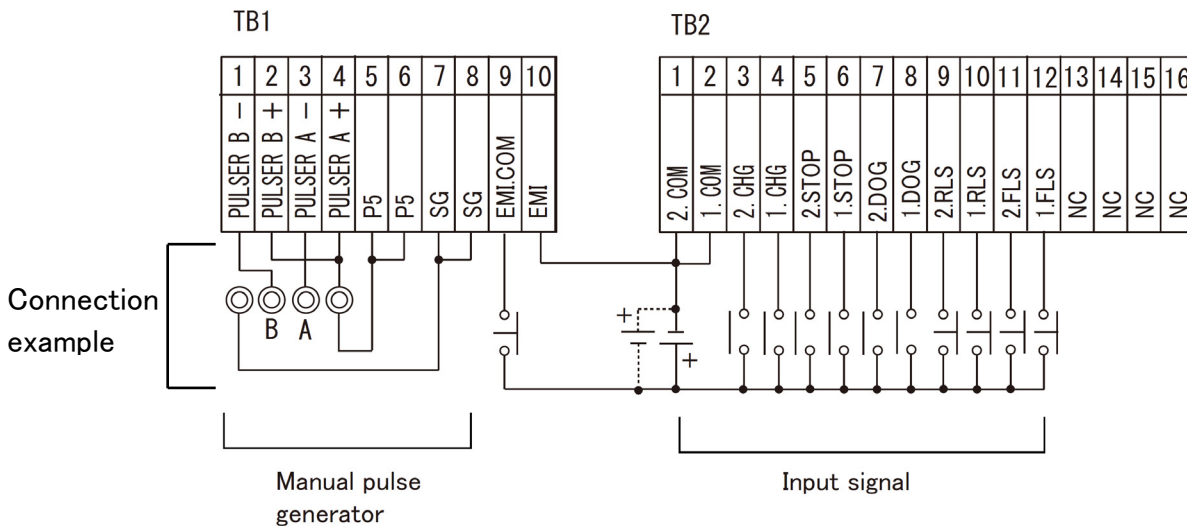 TB1
1 2 3 4 5 6 7 8 9 10
PULSER B −
PULSER B +
PULSER A −
PULSER A +
P5
P5
SG
SG
EMI.COM
EMI
TB2
1 2 3 4 5 6 7 8 9 10 11 12 13 14 15 16
2. COM
1. COM
2. CHG
1. CHG
2.STOP
1.STOP
2.DOG
1.DOG
2.RLS
1.RLS
2.FLS
1.FLS
NC
NC
NC
NC
Connection
example
B A
+
+
Manual pulse
generator
Input signal